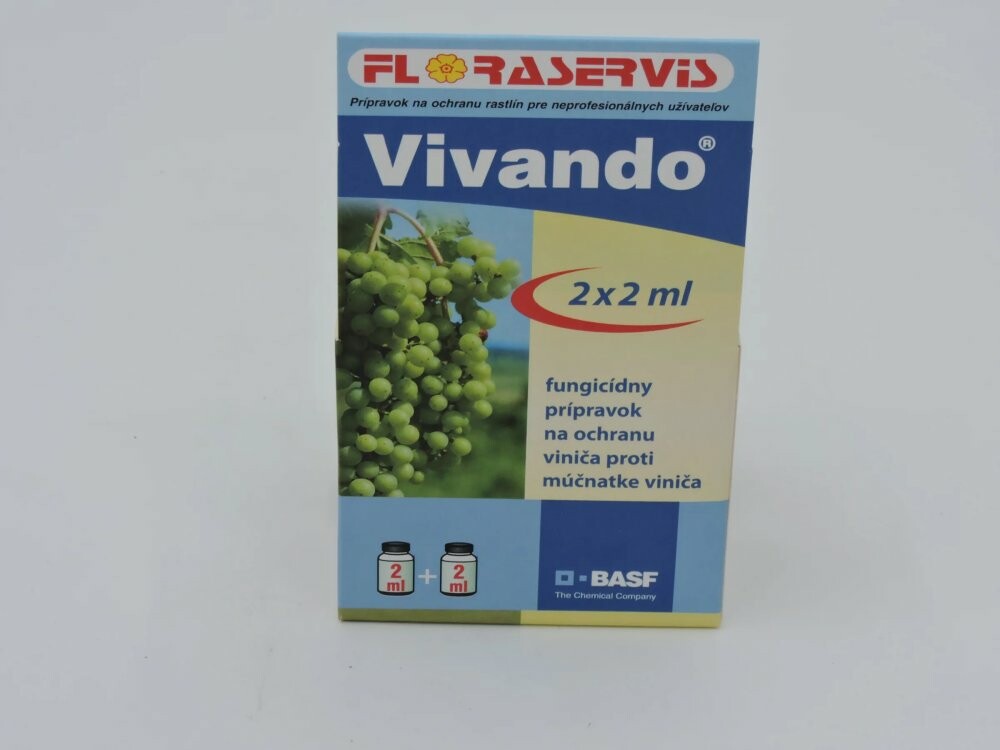 FLORASERVIS
Prípravok na ochranu rastlín pre neprofesionálnych užívateľov
Vivando®
2 x 2 ml
fungicídny
prípravok
na ochranu
viniča proti
múčnatke viniča
2 ml + 2 ml
BASF
The Chemical Company